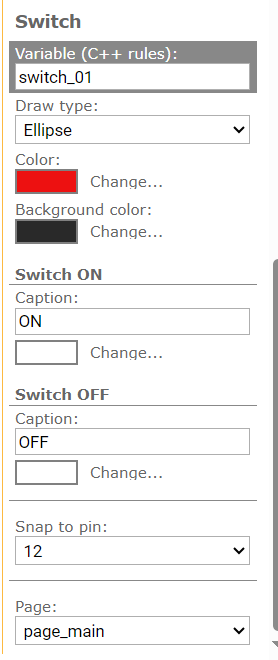 Switch
Variable (C++ rules):
switch_01
Draw type:
Ellipse
Color:
Change...
Background color:
Change...
Switch ON
Caption:
ON
Change...
Switch OFF
Caption:
OFF
Change...
Snap to pin:
12
Page:
page_main